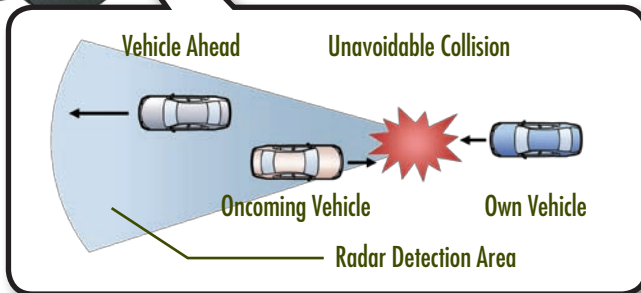 Vehicle Ahead
Unavoidable Collision
Oncoming Vehicle
Own Vehicle
Radar Detection Area